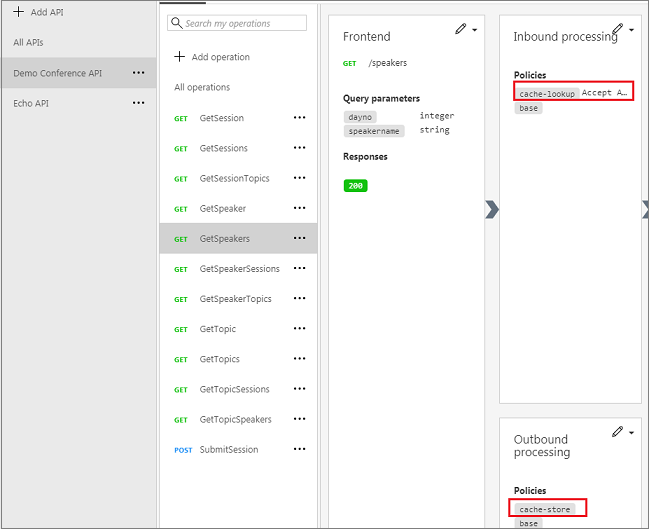 Add API
All APIs
Demo Conference API
Echo API
Search my operations
Add operation
All operations
GET GetSession
GET GetSessions
GET GetSessionTopics
GET GetSpeaker
GET GetSpeakers
GET GetSpeakerSessions
GET GetSpeakerTopics
GET GetTopic
GET GetTopics
GET GetTopicSessions
GET GetTopicSpeakers
POST SubmitSession
Frontend
GET /speakers
Query parameters
dayno integer
speakername string
Responses
200
Inbound processing
Policies
cache-lookup Accept A…
base
Outbound
processing
Policies
cache-store
base